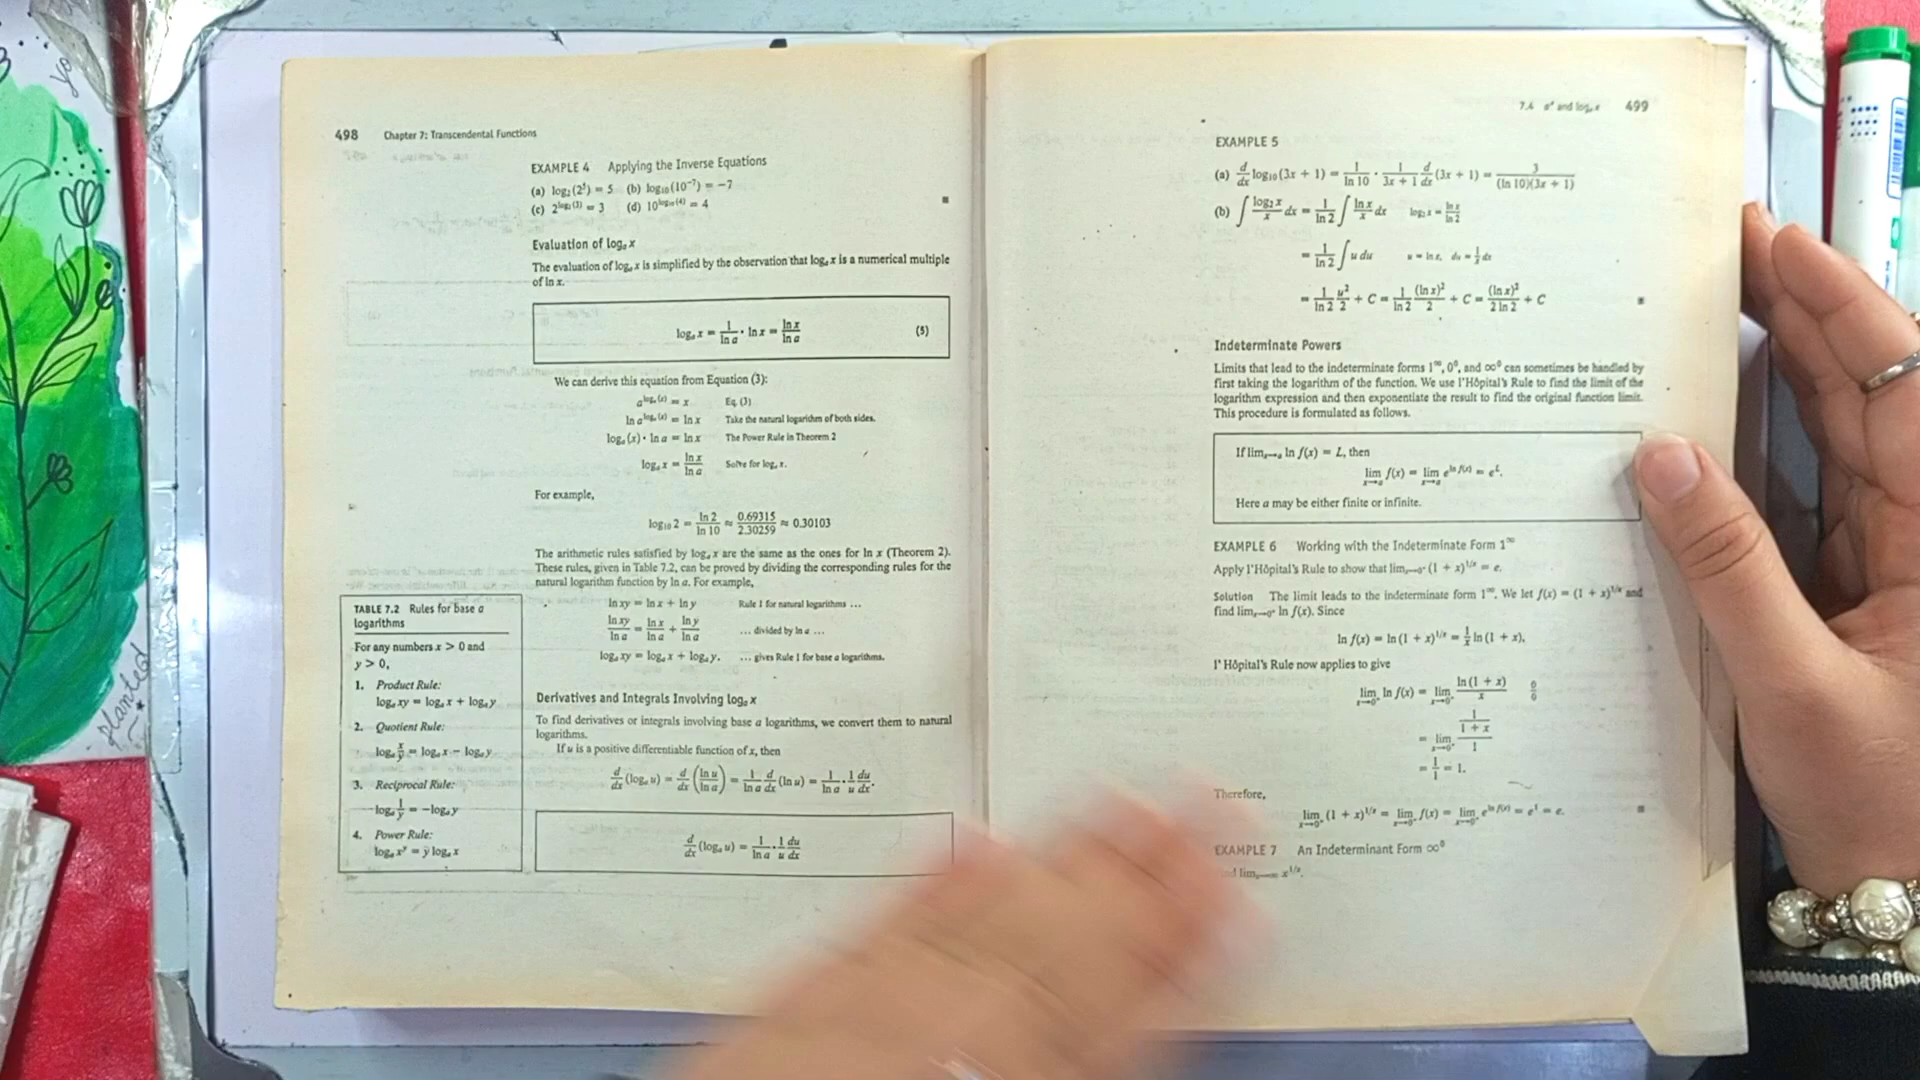 498 Chapter 7: Transcendental Functions
EXAMPLE 4 Applying the Inverse Equations
(a) log₂(2⁵) = 5 (b) log₁₀(10⁻⁷) = −7
(c) 2^(log₂(3)) = 3 (d) 10^(log₁₀(4)) = 4
Evaluation of logₐ x
The evaluation of logₐ x is simplified by the observation that logₐ x is a numerical multiple
of ln x.
logₐ x = 1/(ln a) · ln x = (ln x)/(ln a) (5)
We can derive this equation from Equation (3):
a^(logₐ(x)) = x Eq. (3)
ln a^(logₐ(x)) = ln x Take the natural logarithm of both sides.
logₐ(x) · ln a = ln x The Power Rule in Theorem 2
logₐ x = (ln x)/(ln a) Solve for logₐ x.
For example,
log₁₀ 2 = (ln 2)/(ln 10) ≈ 0.69315/2.30259 ≈ 0.30103
The arithmetic rules satisfied by logₐ x are the same as the ones for ln x (Theorem 2).
These rules, given in Table 7.2, can be proved by dividing the corresponding rules for the
natural logarithm function by ln a. For example,
ln xy = ln x + ln y Rule 1 for natural logarithms …
(ln xy)/(ln a) = (ln x)/(ln a) + (ln y)/(ln a) … divided by ln a …
logₐ xy = logₐ x + logₐ y. … gives Rule 1 for base a logarithms.
TABLE 7.2 Rules for base a
logarithms
For any numbers x > 0 and
y > 0,
1. Product Rule:
logₐ xy = logₐ x + logₐ y
2. Quotient Rule:
logₐ x/y = logₐ x − logₐ y
3. Reciprocal Rule:
logₐ 1/y = −logₐ y
4. Power Rule:
logₐ xʸ = y logₐ x
Derivatives and Integrals Involving logₐ x
To find derivatives or integrals involving base a logarithms, we convert them to natural
logarithms.
If u is a positive differentiable function of x, then
d/dx (logₐ u) = d/dx ((ln u)/(ln a)) = 1/(ln a) d/dx (ln u) = 1/(ln a) · 1/u du/dx.
d/dx (logₐ u) = 1/(ln a) · 1/u du/dx
7.4 aˣ and logₐ x 499
EXAMPLE 5
(a) d/dx log₁₀(3x + 1) = 1/(ln 10) · 1/(3x + 1) d/dx (3x + 1) = 3/((ln 10)(3x + 1))
(b) ∫ (log₂ x)/x dx = 1/(ln 2) ∫ (ln x)/x dx log₂ x = (ln x)/(ln 2)
= 1/(ln 2) ∫ u du u = ln x, du = 1/x dx
= 1/(ln 2) u²/2 + C = 1/(ln 2) (ln x)²/2 + C = (ln x)²/(2 ln 2) + C
Indeterminate Powers
Limits that lead to the indeterminate forms 1^∞, 0⁰, and ∞⁰ can sometimes be handled by
first taking the logarithm of the function. We use l'Hôpital's Rule to find the limit of the
logarithm expression and then exponentiate the result to find the original function limit.
This procedure is formulated as follows.
If lim x→a ln f(x) = L, then
lim x→a f(x) = lim x→a e^(ln f(x)) = e^L.
Here a may be either finite or infinite.
EXAMPLE 6 Working with the Indeterminate Form 1^∞
Apply l'Hôpital's Rule to show that lim x→0⁺ (1 + x)^(1/x) = e.
Solution The limit leads to the indeterminate form 1^∞. We let f(x) = (1 + x)^(1/x) and
find lim x→0⁺ ln f(x). Since
ln f(x) = ln (1 + x)^(1/x) = 1/x ln (1 + x),
l'Hôpital's Rule now applies to give
lim x→0⁺ ln f(x) = lim x→0⁺ (ln (1 + x))/x 0/0
= lim x→0⁺ (1/(1 + x))/1
= 1/1 = 1.
Therefore,
lim x→0⁺ (1 + x)^(1/x) = lim x→0⁺ f(x) = lim x→0⁺ e^(ln f(x)) = e¹ = e.
EXAMPLE 7 An Indeterminant Form ∞⁰
lim x→∞ x^(1/x).
planted